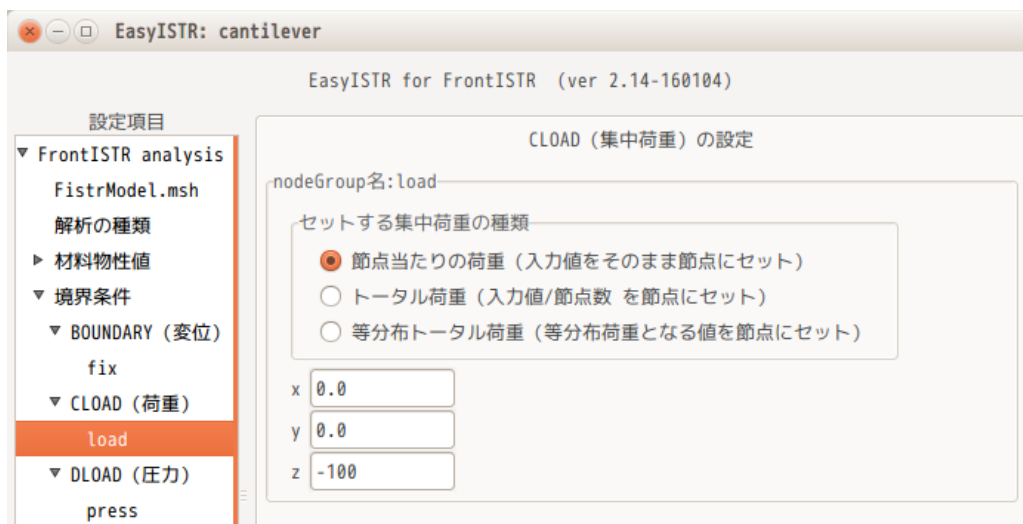 EasyISTR: cantilever
EasyISTR for FrontISTR (ver 2.14-160104)
設定項目
FrontISTR analysis
FistrModel.msh
解析の種類
材料物性値
境界条件
BOUNDARY (変位)
fix
CLOAD (荷重)
load
DLOAD (圧力)
press
CLOAD (集中荷重) の設定
nodeGroup名:load
セットする集中荷重の種類
節点当たりの荷重 (入力値をそのまま節点にセット)
トータル荷重 (入力値/節点数 を節点にセット)
等分布トータル荷重 (等分布荷重となる値を節点にセット)
x 0.0
y 0.0
z -100